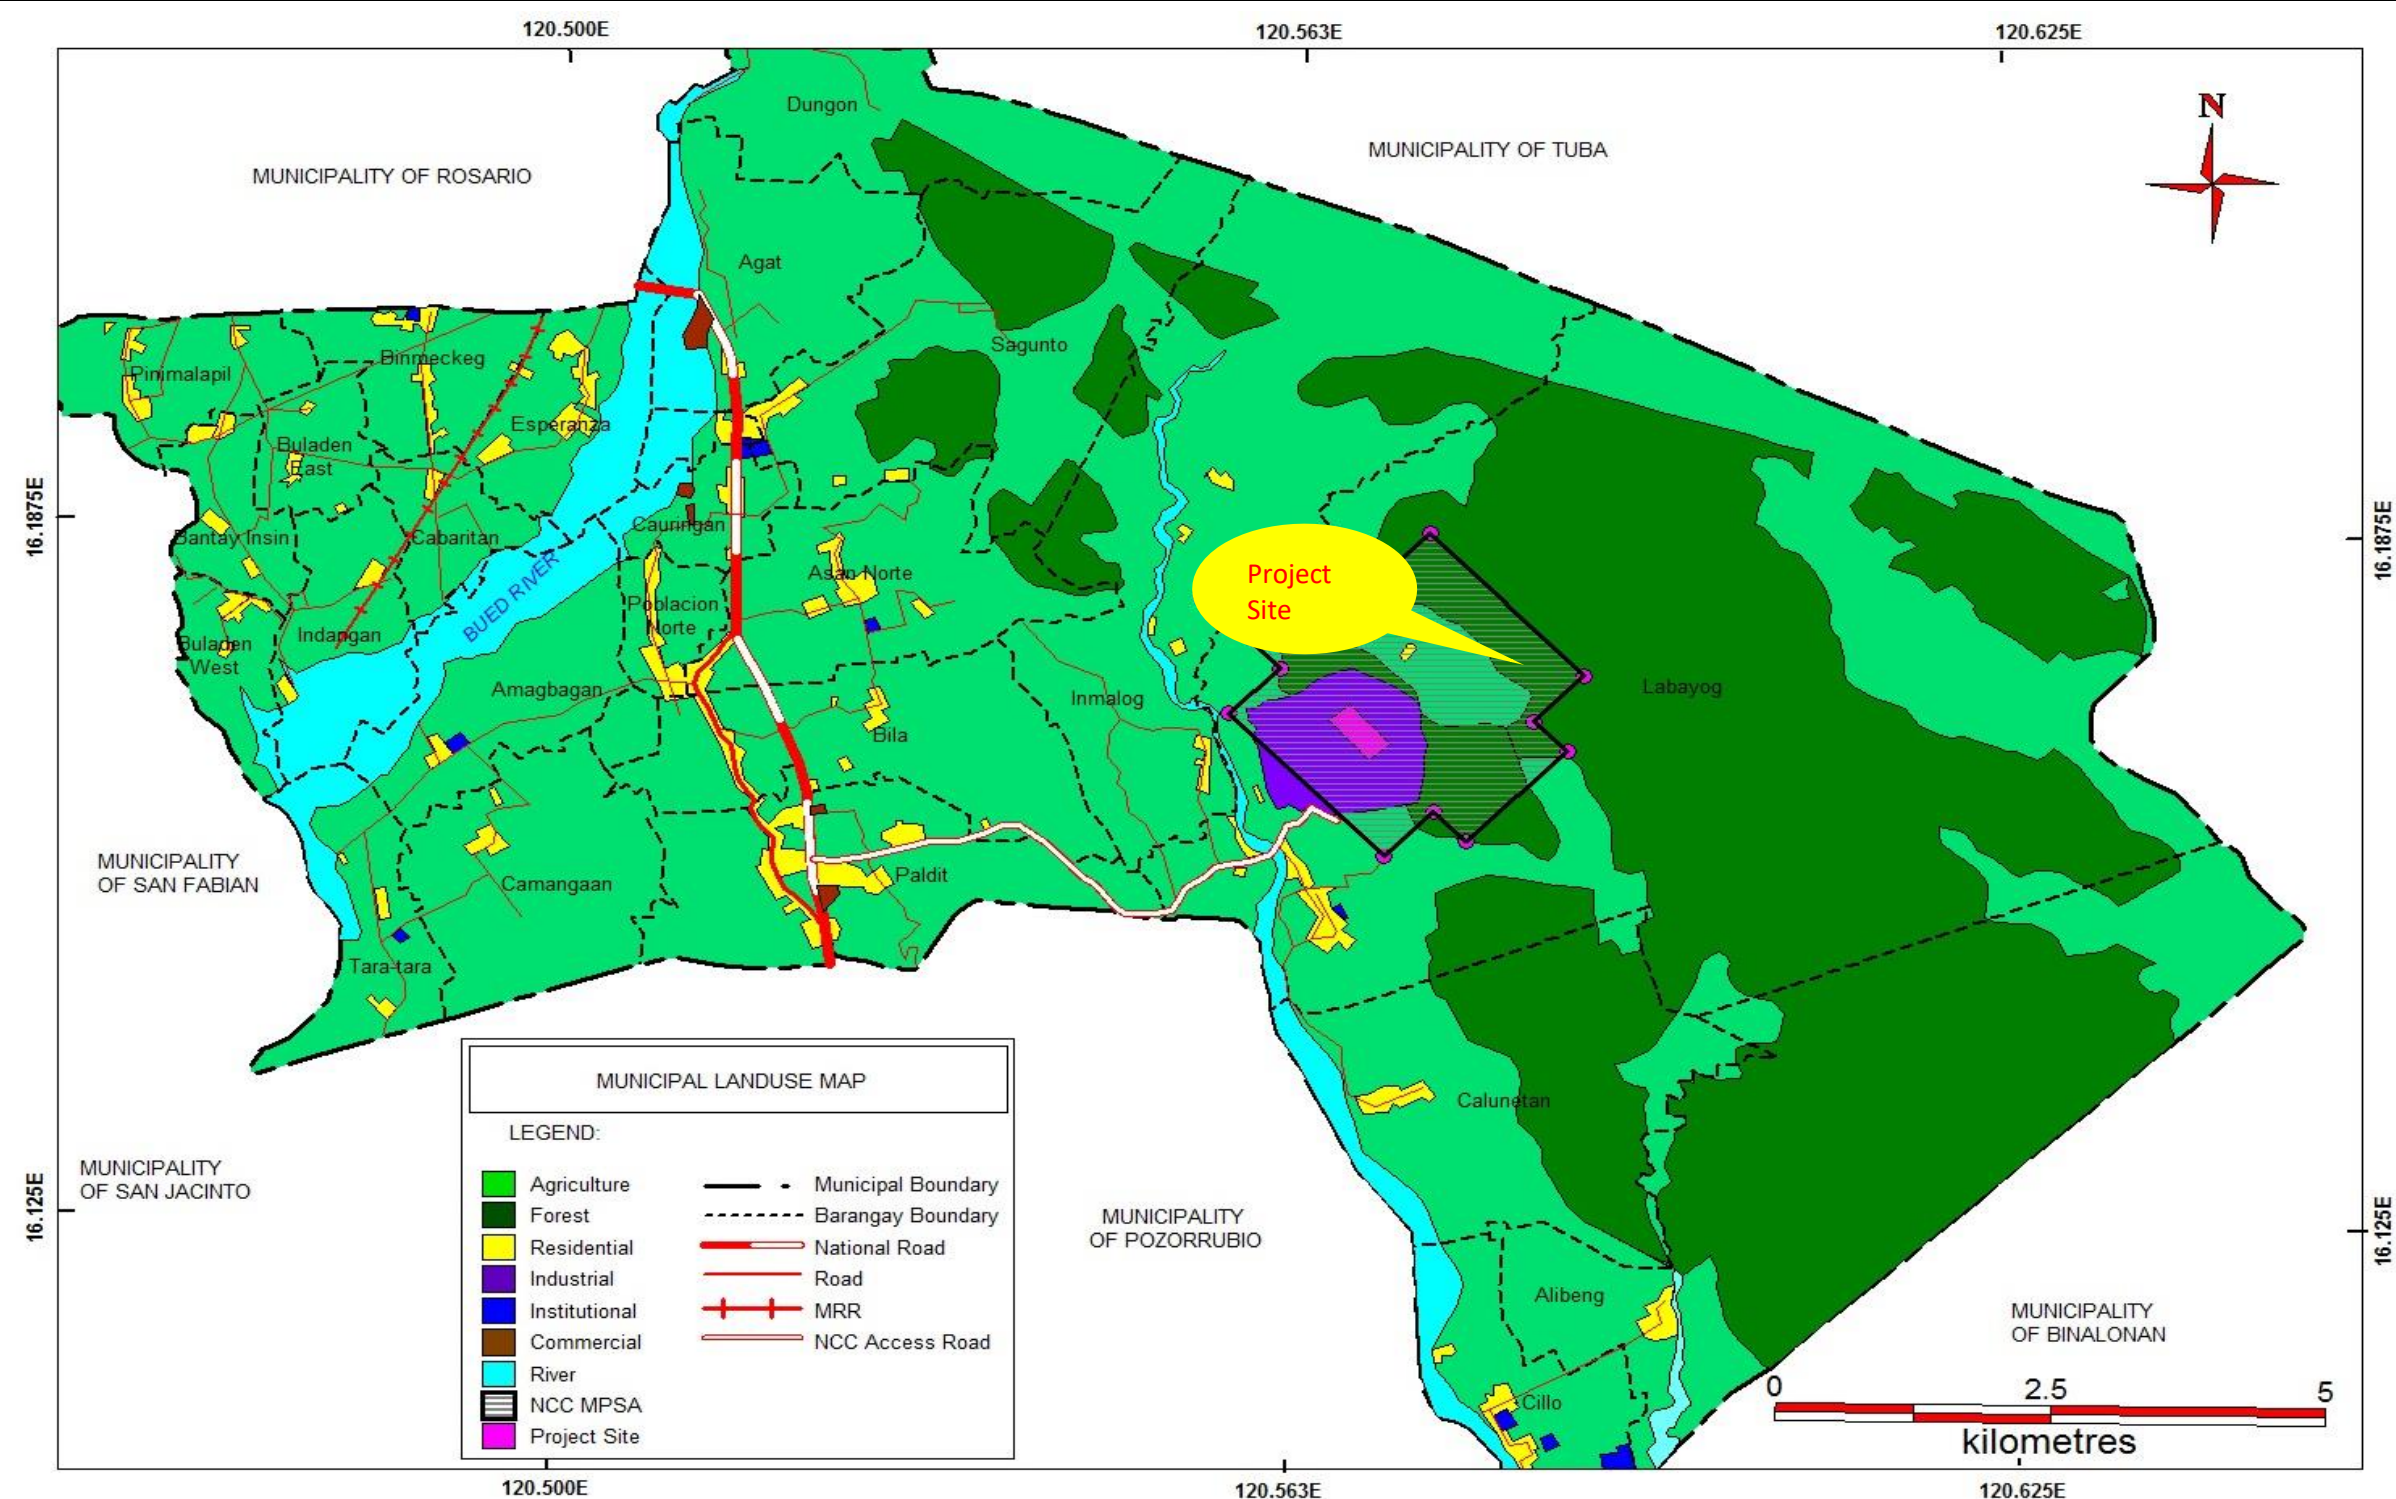 120.500E
120.563E
120.625E
N
Dungon
MUNICIPALITY OF TUBA
MUNICIPALITY OF ROSARIO
Agat
Sagunto
Binmeckeg
Pinmalapil
Esperanza
Buladen
East
16.1875E
16.1875E
Cauringan
Bantay Insin
Cabaritan
BUED RIVER
Asan Norte
Project
Site
Poblacion
Norte
Indangan
Buladen
West
Amagbagan
Inmalog
Labayog
Bila
MUNICIPALITY
OF SAN FABIAN
Camangaan
Paldit
Tara-tara
MUNICIPAL LANDUSE MAP
LEGEND:
Agriculture
Forest
Residential
Industrial
Institutional
Commercial
River
NCC MPSA
Project Site
Municipal Boundary
Barangay Boundary
National Road
Road
MRR
NCC Access Road
Calunetan
MUNICIPALITY
OF SAN JACINTO
16.125E
16.125E
MUNICIPALITY
OF POZORRUBIO
Alibeng
MUNICIPALITY
OF BINALONAN
Cillo
0 2.5 5
kilometres
120.500E
120.563E
120.625E